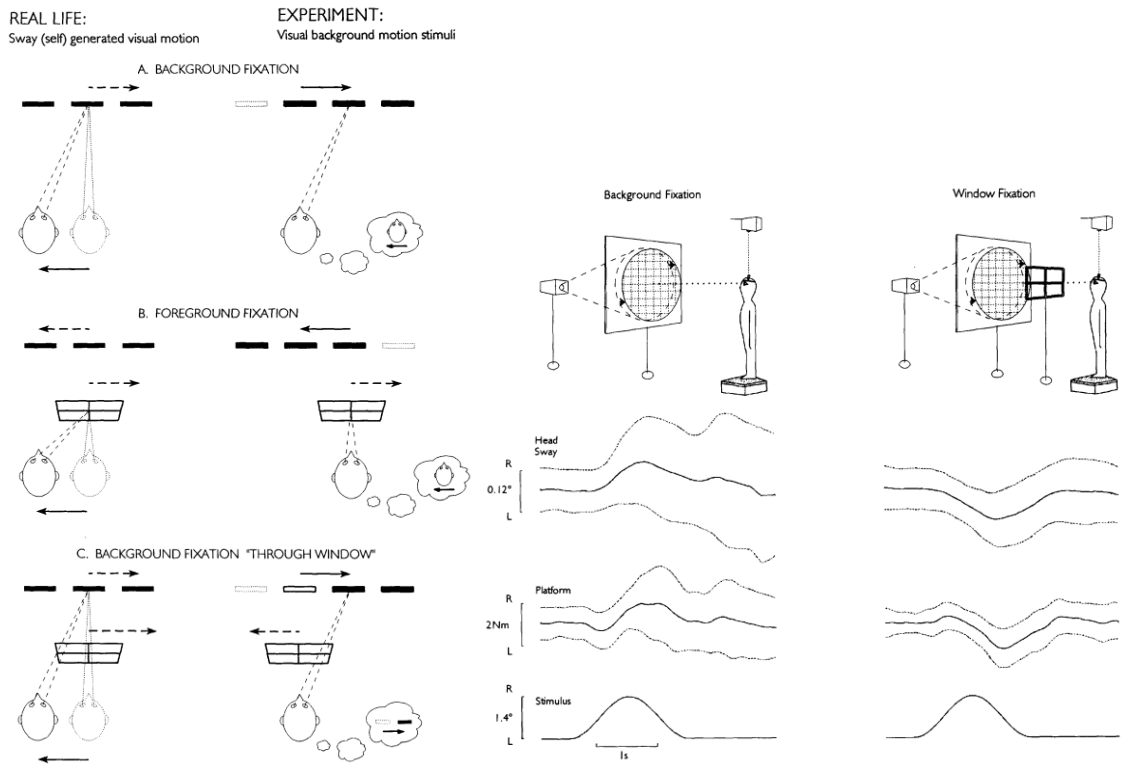 REAL LIFE:
Sway (self) generated visual motion
EXPERIMENT:
Visual background motion stimuli
A. BACKGROUND FIXATION
B. FOREGROUND FIXATION
C. BACKGROUND FIXATION "THROUGH WINDOW"
Background Fixation
Window Fixation
Head
Sway
R
0.12°
L
Platform
R
2Nm
L
Stimulus
R
1.4°
L
1s